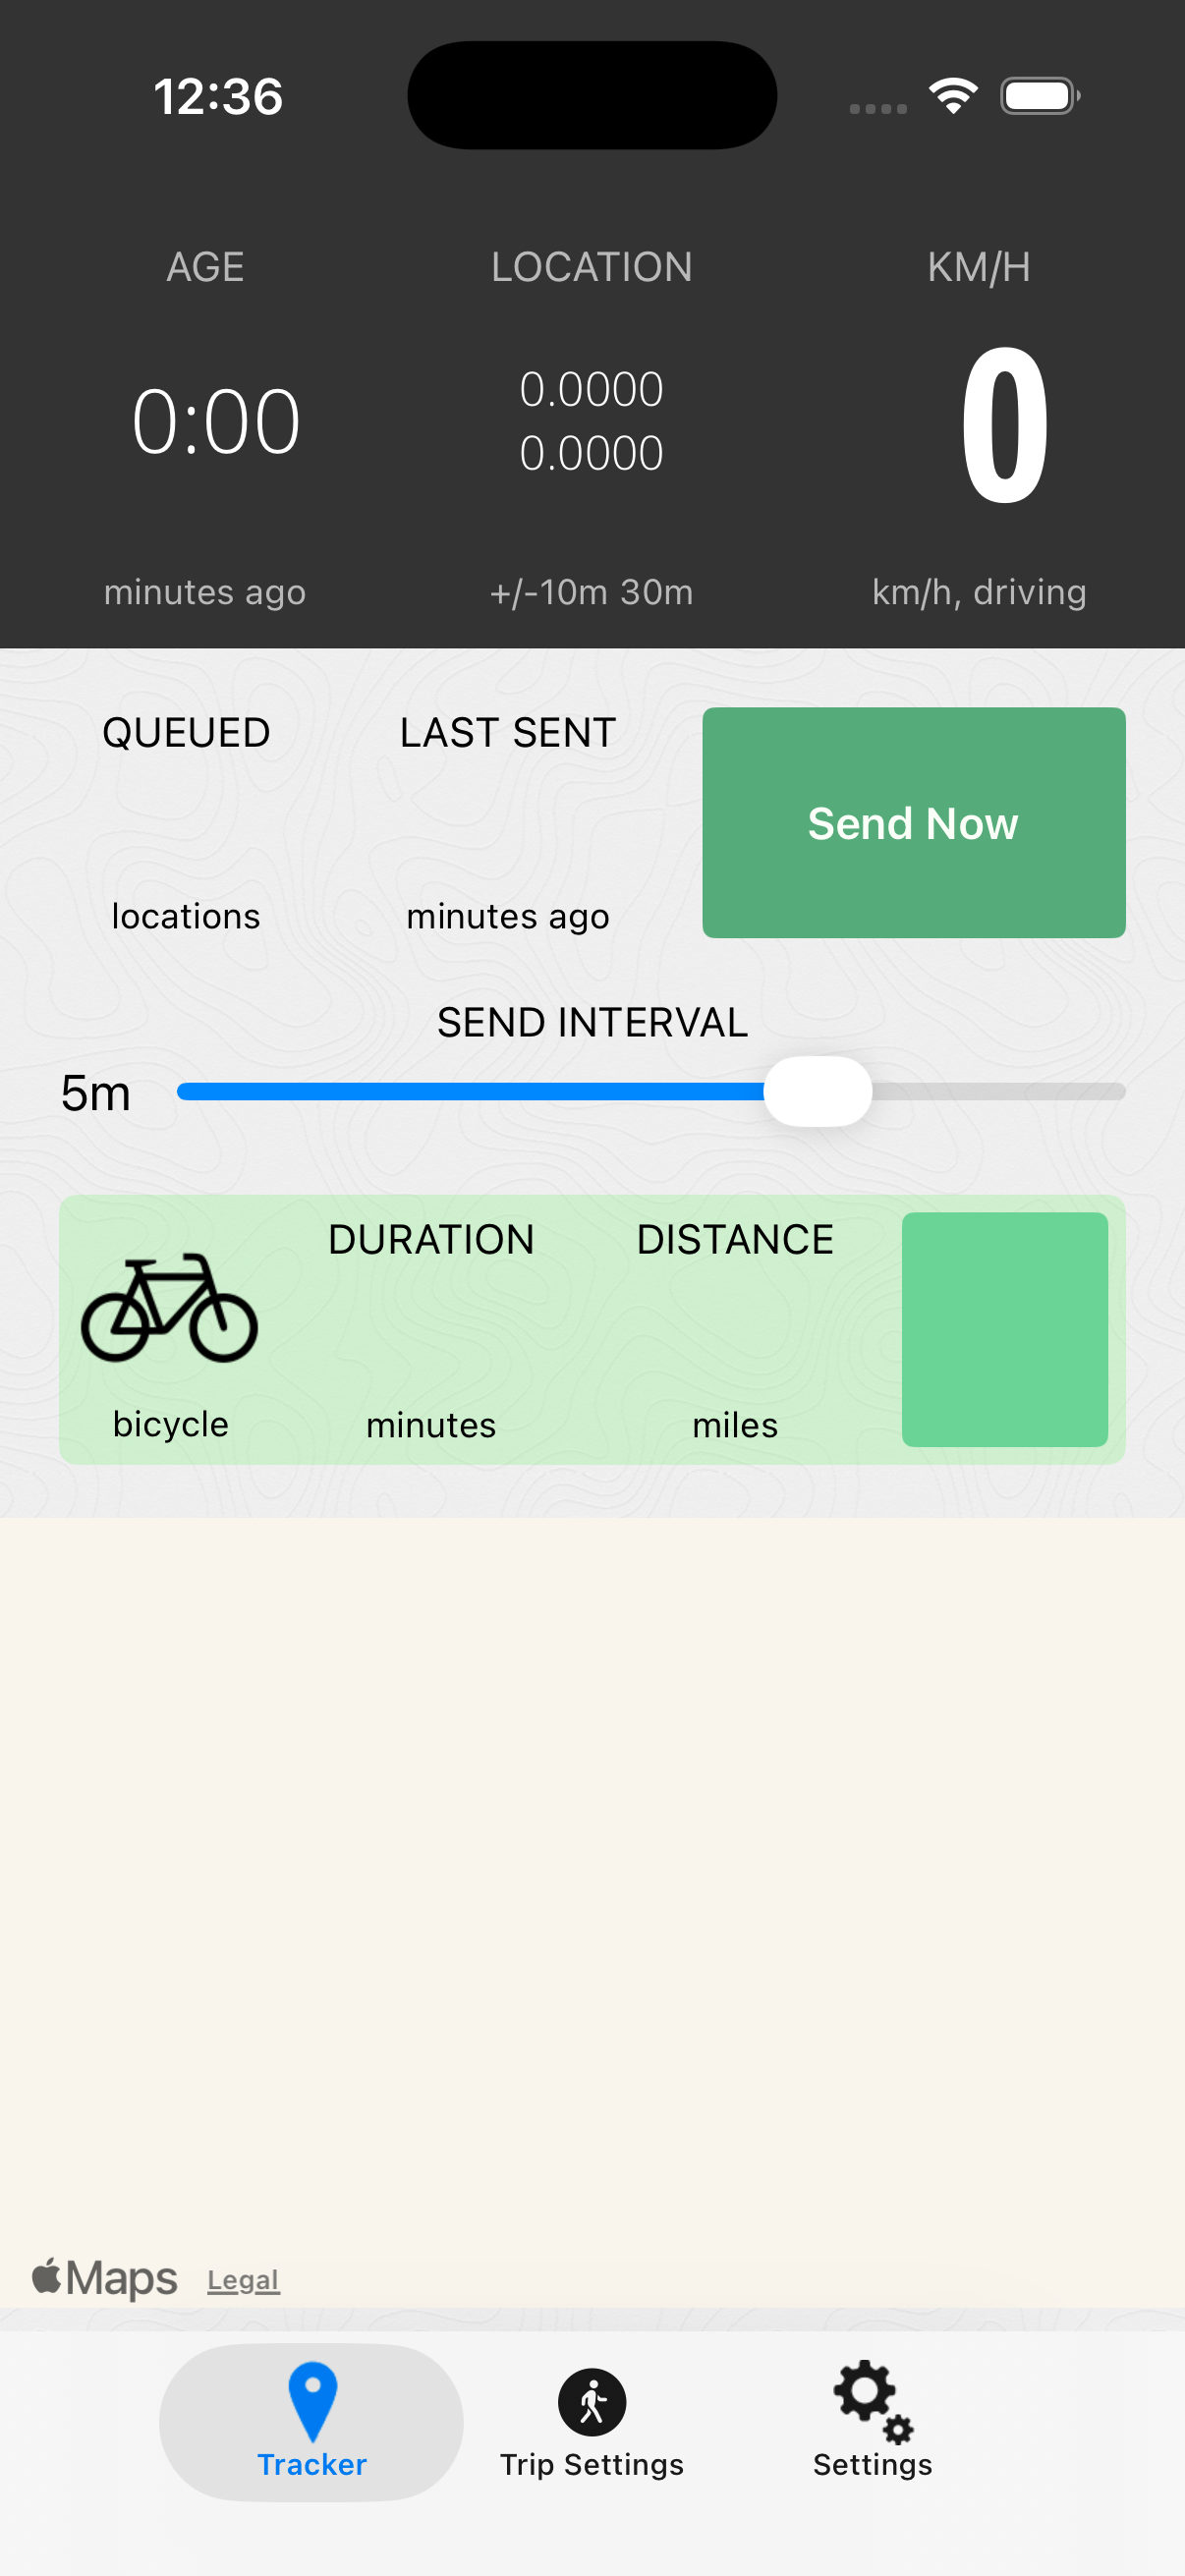 12:36
AGE LOCATION KM/H
0:00
0.0000
0.0000
0
minutes ago +/-10m 30m km/h, driving
QUEUED LAST SENT
Send Now
locations minutes ago
SEND INTERVAL
5m
DURATION DISTANCE
bicycle minutes miles
Maps Legal
Tracker Trip Settings Settings